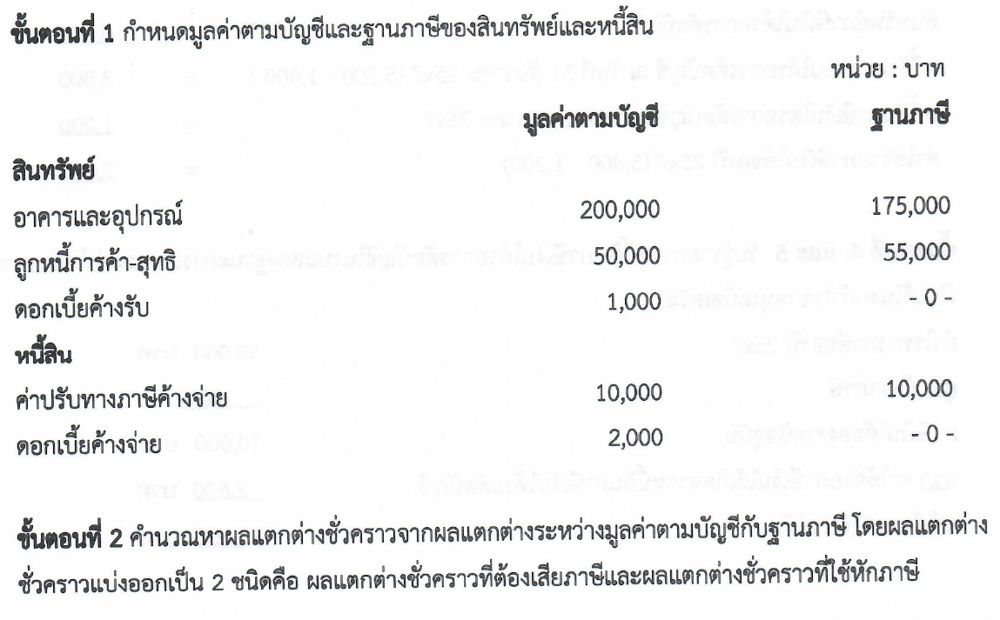 ขั้นตอนที่ 1 กำหนดมูลค่าตามบัญชีและฐานภาษีของสินทรัพย์และหนี้สิน
หน่วย : บาท
มูลค่าตามบัญชี ฐานภาษี
สินทรัพย์
อาคารและอุปกรณ์ 200,000 175,000
ลูกหนี้การค้า-สุทธิ 50,000 55,000
ดอกเบี้ยค้างรับ 1,000 - 0 -
หนี้สิน
ค่าปรับทางภาษีค้างจ่าย 10,000 10,000
ดอกเบี้ยค้างจ่าย 2,000 - 0 -
ขั้นตอนที่ 2 คำนวณหาผลแตกต่างชั่วคราวจากผลแตกต่างระหว่างมูลค่าตามบัญชีกับฐานภาษี โดยผลแตกต่าง
ชั่วคราวแบ่งออกเป็น 2 ชนิดคือ ผลแตกต่างชั่วคราวที่ต้องเสียภาษีและผลแตกต่างชั่วคราวที่ใช้หักภาษี